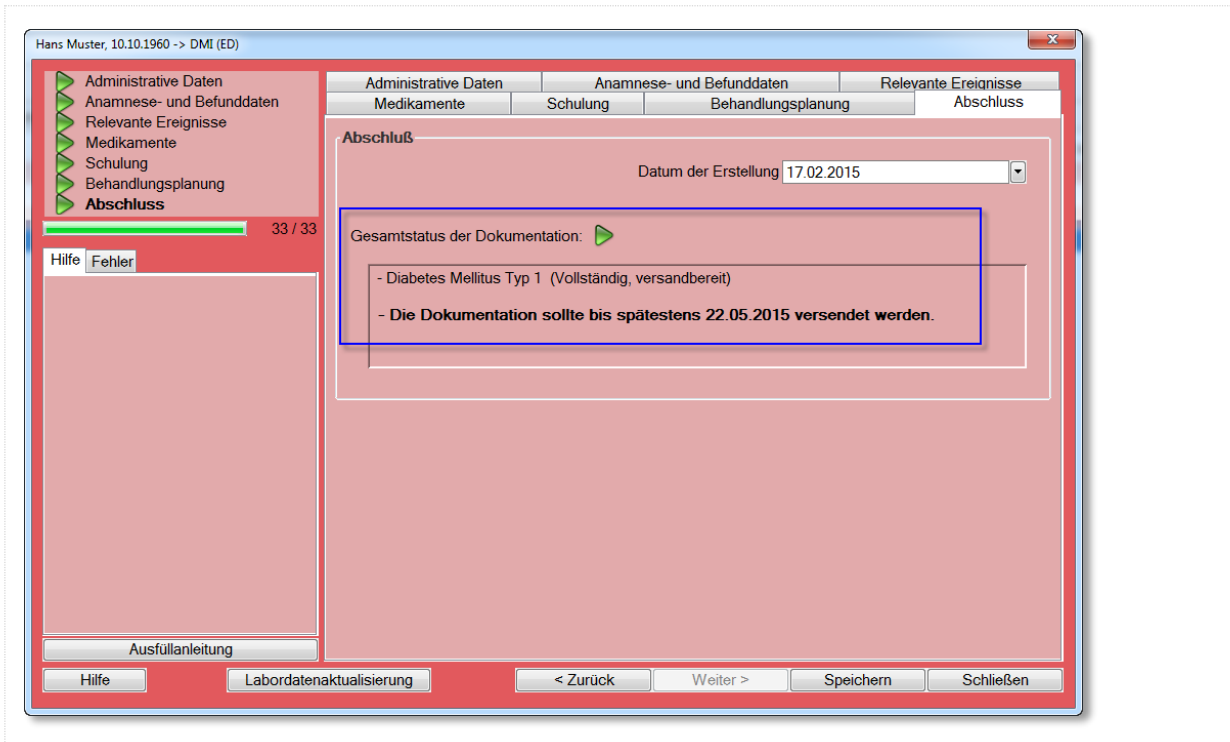 Hans Muster, 10.10.1960 -> DMI (ED)
Administrative Daten
Anamnese- und Befunddaten
Relevante Ereignisse
Medikamente
Schulung
Behandlungsplanung
Abschluss
33 / 33
Hilfe Fehler
Ausfüllanleitung
Administrative Daten Anamnese- und Befunddaten Relevante Ereignisse
Medikamente Schulung Behandlungsplanung Abschluss
Abschluß
Datum der Erstellung 17.02.2015
Gesamtstatus der Dokumentation:
- Diabetes Mellitus Typ 1 (Vollständig, versandbereit)
- Die Dokumentation sollte bis spätestens 22.05.2015 versendet werden.
Hilfe Labordatenaktualisierung < Zurück Weiter > Speichern Schließen